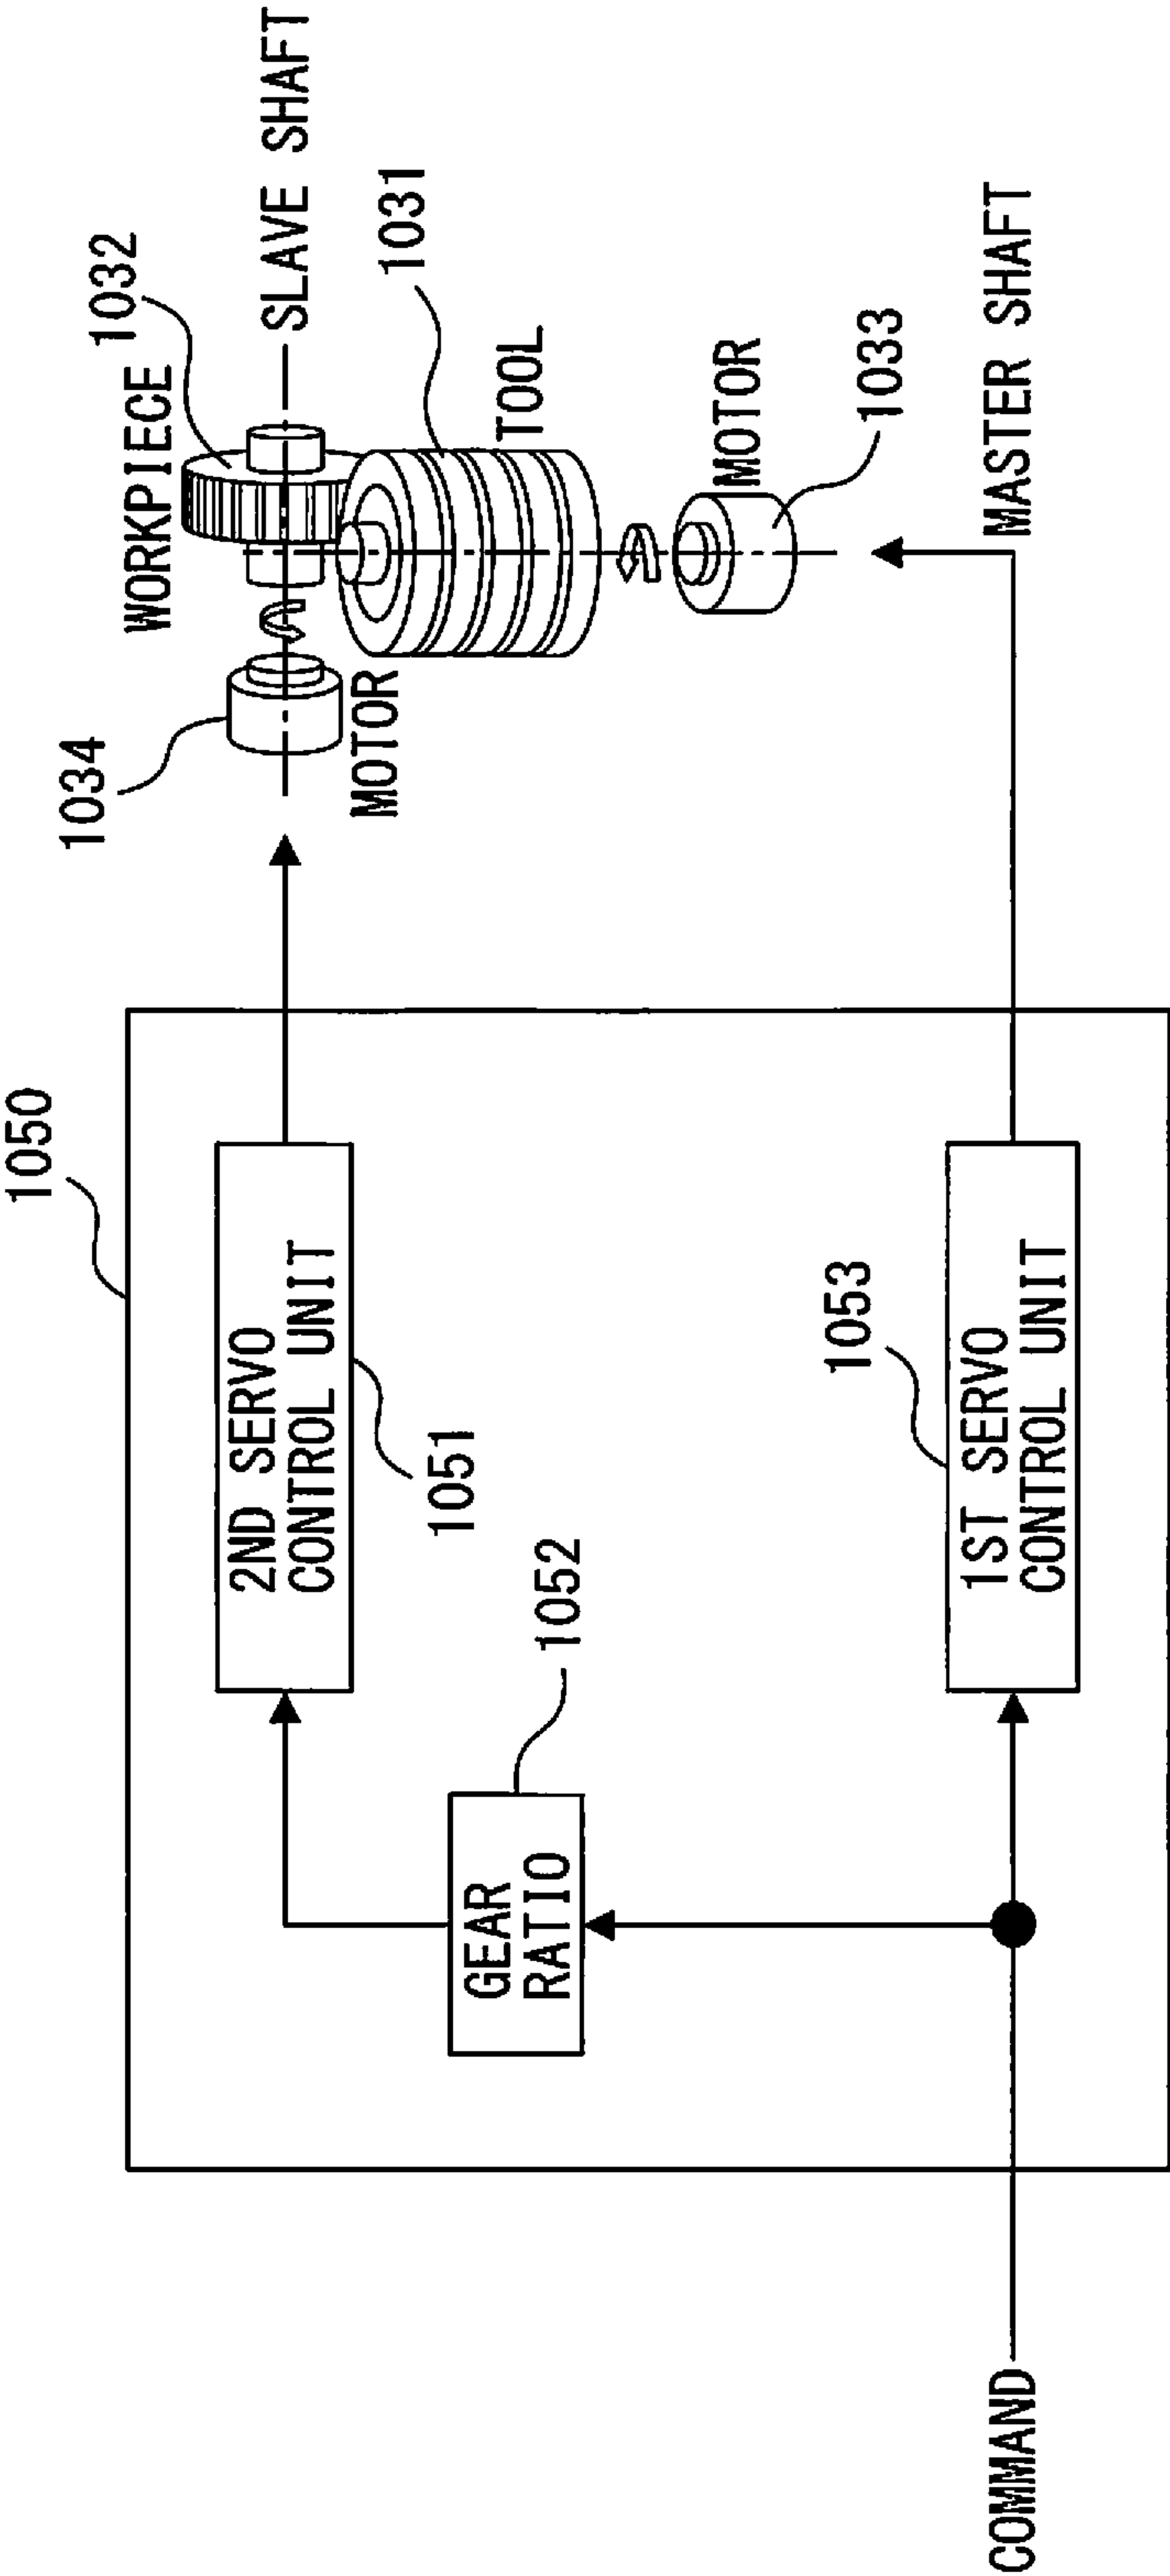 1050
1034
WORKPIECE
1032
SLAVE SHAFT
2ND SERVO
CONTROL UNIT
MOTOR
1031
1051
TOOL
GEAR
RATIO
1052
MOTOR
1053
1033
COMMAND
1ST SERVO
CONTROL UNIT
MASTER SHAFT